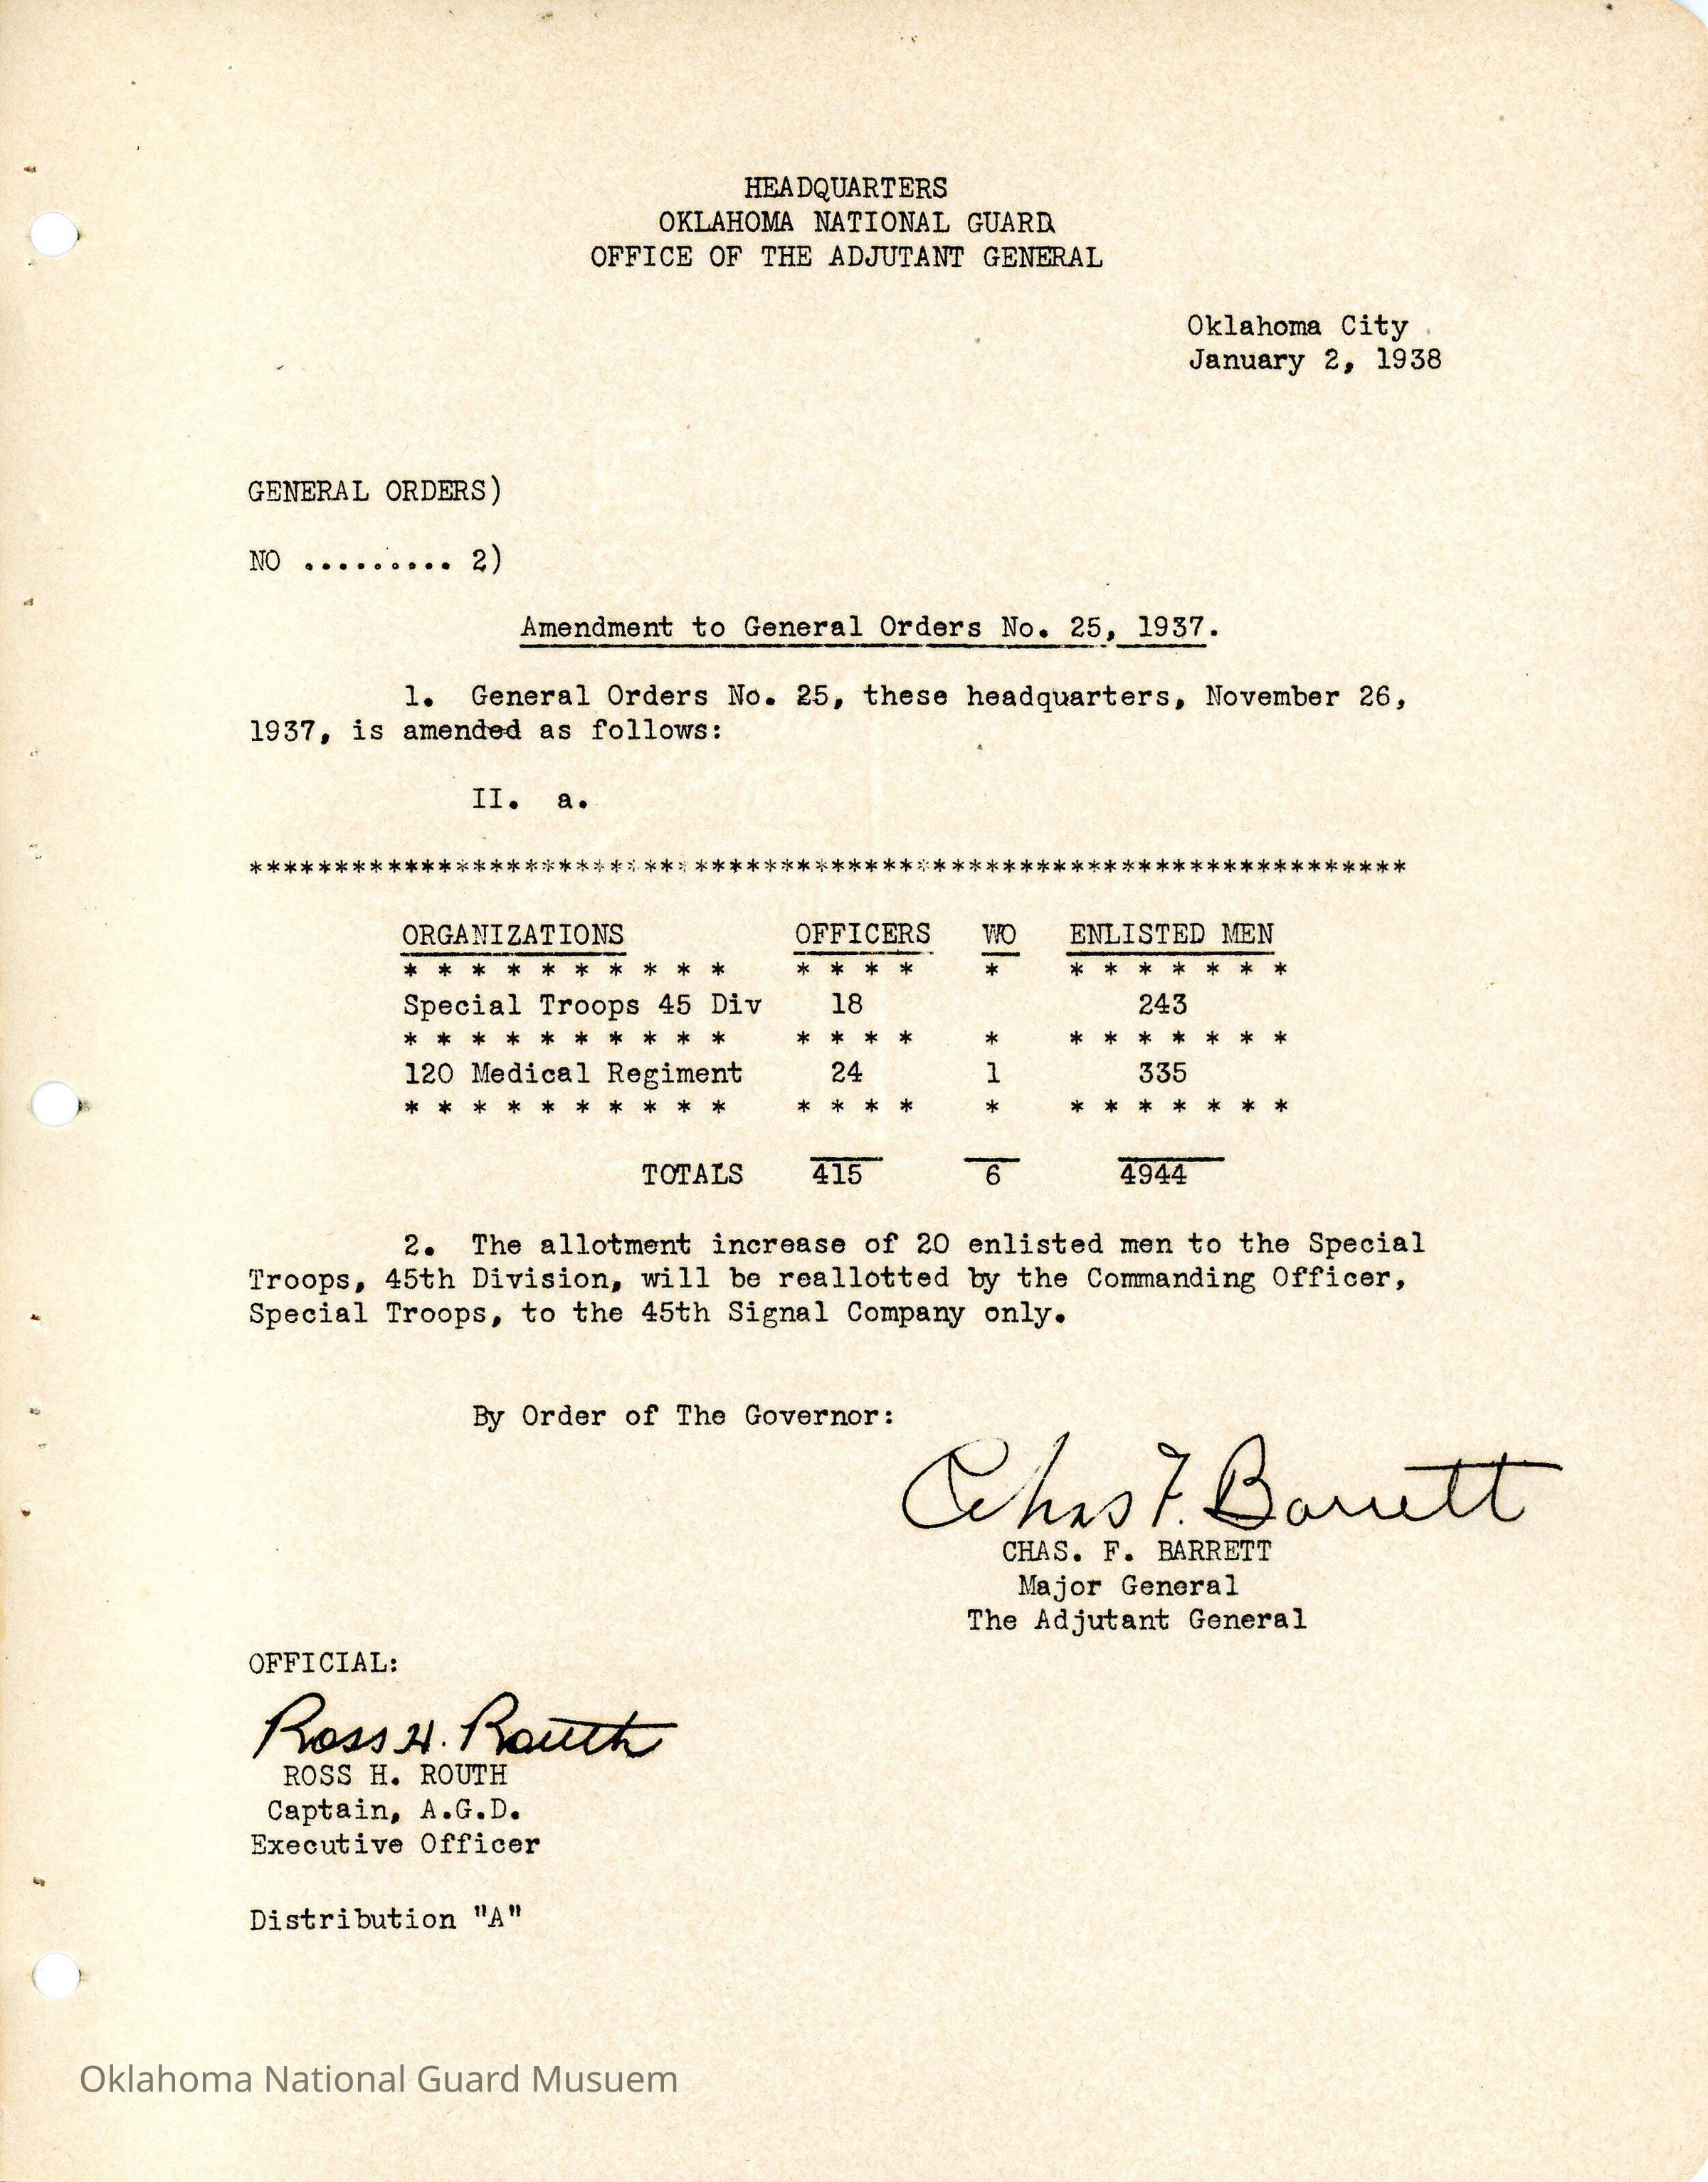 HEADQUARTERS
OKLAHOMA NATIONAL GUARD
OFFICE OF THE ADJUTANT GENERAL
Oklahoma City
January 2, 1938
GENERAL ORDERS)
NO ......... 2)
Amendment to General Orders No. 25, 1937.
1. General Orders No. 25, these headquarters, November 26,
1937, is amended as follows:
II. a.
********************************************************************
ORGANIZATIONS OFFICERS WO ENLISTED MEN
* * * * * * * * * * * * * * * * * * * * * *
Special Troops 45 Div 18 243
* * * * * * * * * * * * * * * * * * * * * *
120 Medical Regiment 24 1 335
* * * * * * * * * * * * * * * * * * * * * *
TOTALS 415 6 4944
2. The allotment increase of 20 enlisted men to the Special
Troops, 45th Division, will be reallotted by the Commanding Officer,
Special Troops, to the 45th Signal Company only.
By Order of The Governor:
Chas F. Barrett
CHAS. F. BARRETT
Major General
The Adjutant General
OFFICIAL:
Ross H. Routh
ROSS H. ROUTH
Captain, A.G.D.
Executive Officer
Distribution "A"
Oklahoma National Guard Musuem